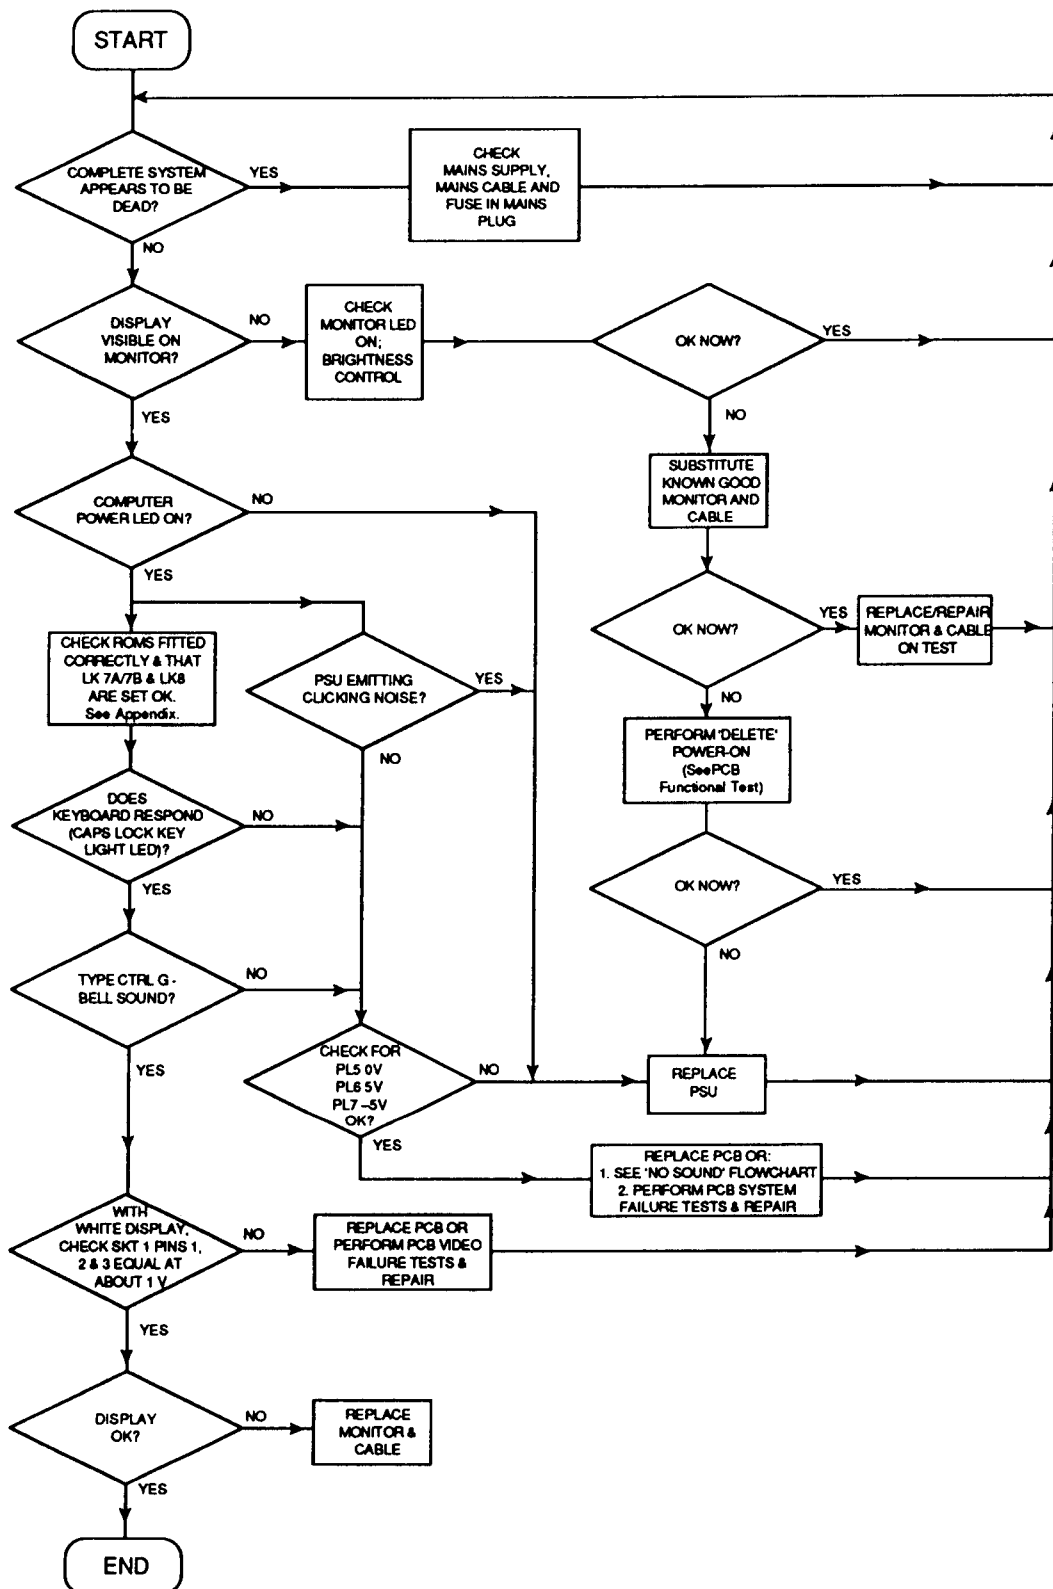 START
COMPLETE SYSTEM
APPEARS TO BE
DEAD?
YES
CHECK
MAINS SUPPLY,
MAINS CABLE AND
FUSE IN MAINS
PLUG
NO
DISPLAY
VISIBLE ON
MONITOR?
NO
CHECK
MONITOR LED
ON;
BRIGHTNESS
CONTROL
OK NOW?
YES
YES
NO
SUBSTITUTE
KNOWN GOOD
MONITOR AND
CABLE
COMPUTER
POWER LED ON?
NO
YES
OK NOW?
YES
REPLACE/REPAIR
MONITOR & CABLE
ON TEST
CHECK ROMS FITTED
CORRECTLY & THAT
LK 7A/7B & LK8
ARE SET OK.
See Appendix.
PSU EMITTING
CLICKING NOISE?
YES
NO
NO
PERFORM 'DELETE'
POWER-ON
(See PCB
Functional Test)
DOES
KEYBOARD RESPOND
(CAPS LOCK KEY
LIGHT LED)?
NO
YES
OK NOW?
YES
NO
TYPE CTRL G -
BELL SOUND?
NO
YES
CHECK FOR
PL5 0V
PL6 5V
PL7 -5V
OK?
NO
REPLACE
PSU
YES
REPLACE PCB OR:
1. SEE 'NO SOUND' FLOWCHART
2. PERFORM PCB SYSTEM
FAILURE TESTS & REPAIR
WITH
WHITE DISPLAY,
CHECK SKT 1 PINS 1,
2 & 3 EQUAL AT
ABOUT 1 V
NO
REPLACE PCB OR
PERFORM PCB VIDEO
FAILURE TESTS &
REPAIR
YES
DISPLAY
OK?
NO
REPLACE
MONITOR &
CABLE
YES
END